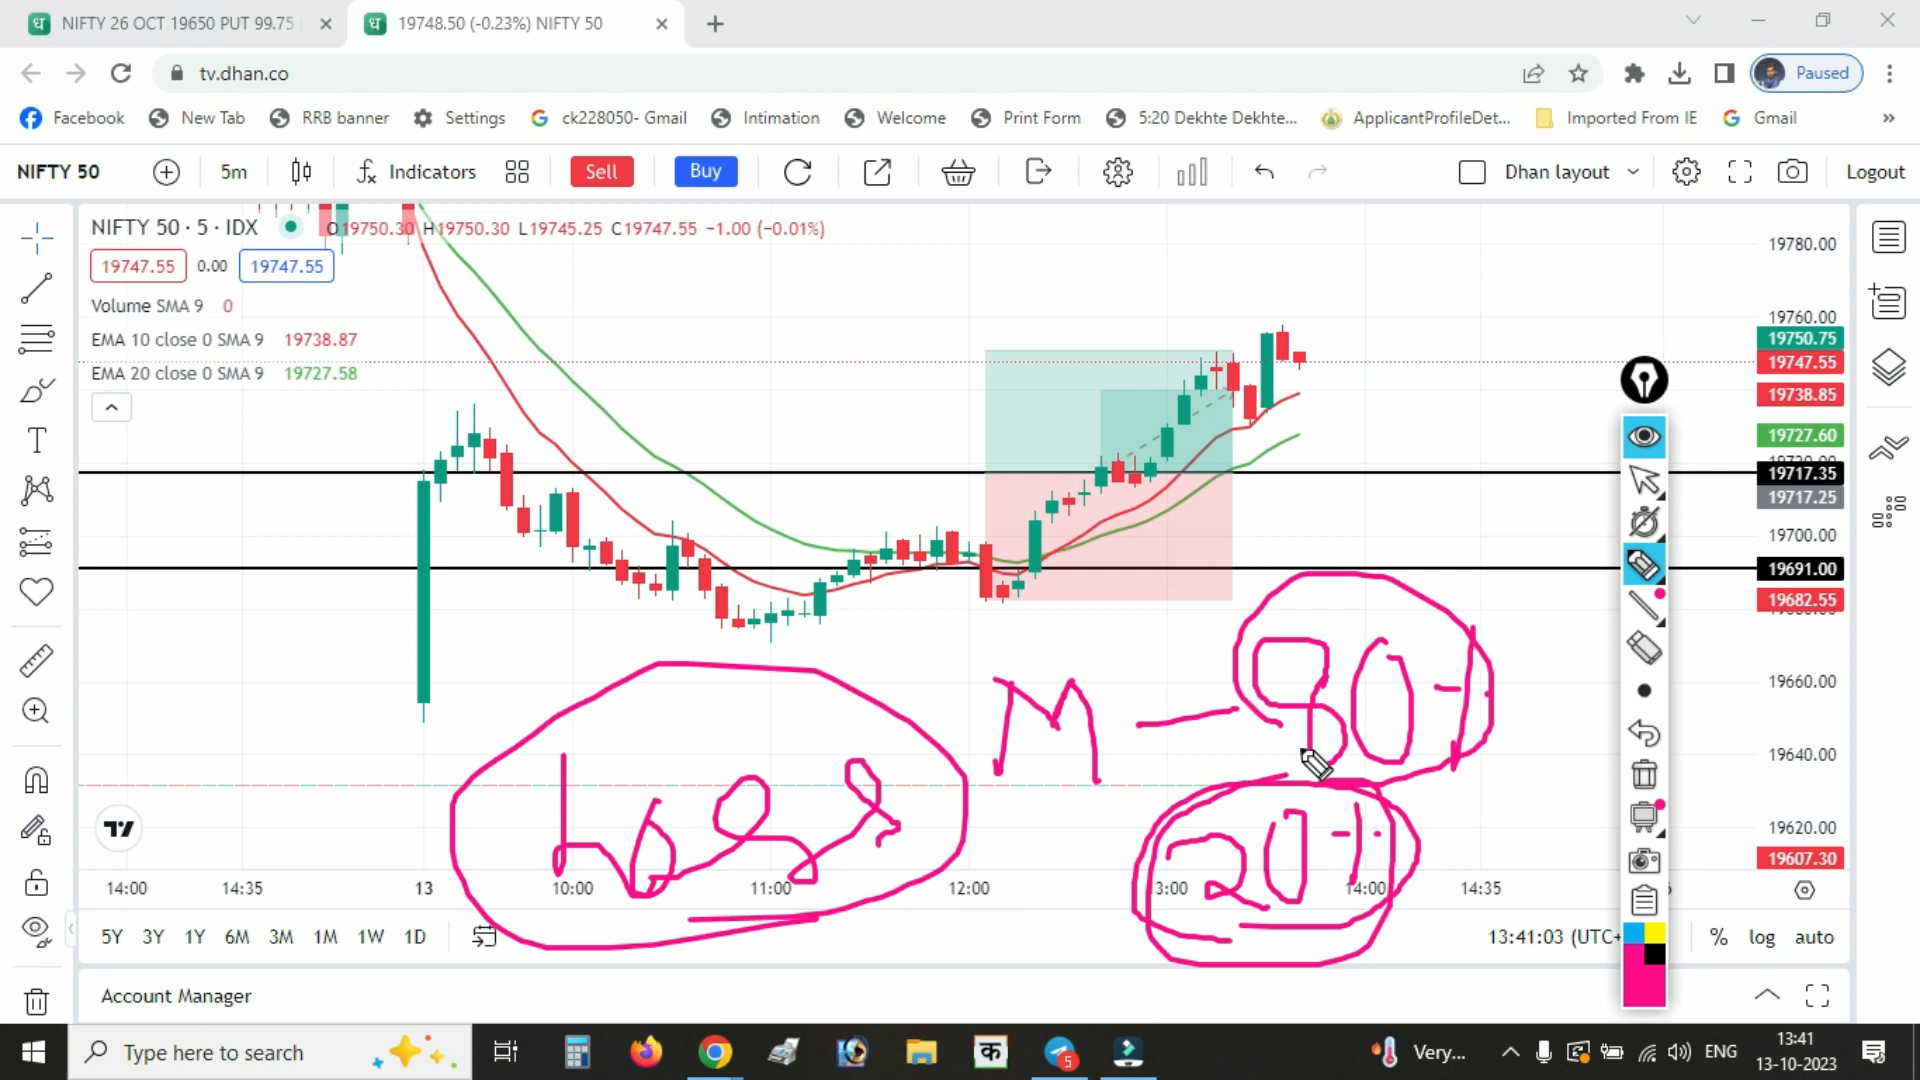 NIFTY 26 OCT 19650 PUT 99.75
19748.50 (-0.23%) NIFTY 50
tv.dhan.co
Paused
Facebook New Tab RRB banner Settings ck228050- Gmail Intimation Welcome Print Form 5:20 Dekhte Dekhte... ApplicantProfileDet... Imported From IE Gmail »
NIFTY 50 5m Indicators Sell Buy Dhan layout Logout
NIFTY 50 · 5 · IDX O19750.30 H19750.30 L19745.25 C19747.55 −1.00 (−0.01%)
19747.55 0.00 19747.55
Volume SMA 9 0
EMA 10 close 0 SMA 9 19738.87
EMA 20 close 0 SMA 9 19727.58
19780.00
19760.00
19750.75
19747.55
19738.85
19727.60
19717.35
19717.25
19700.00
19691.00
19682.55
19660.00
19640.00
19620.00
19607.30
M - 80%
20%
Loss
14:00 14:35 13 10:00 11:00 12:00 3:00 14:00 14:35
5Y 3Y 1Y 6M 3M 1M 1W 1D 13:41:03 (UTC+ % log auto
Account Manager
Type here to search क 5 Very... ENG 13:41
13-10-2023